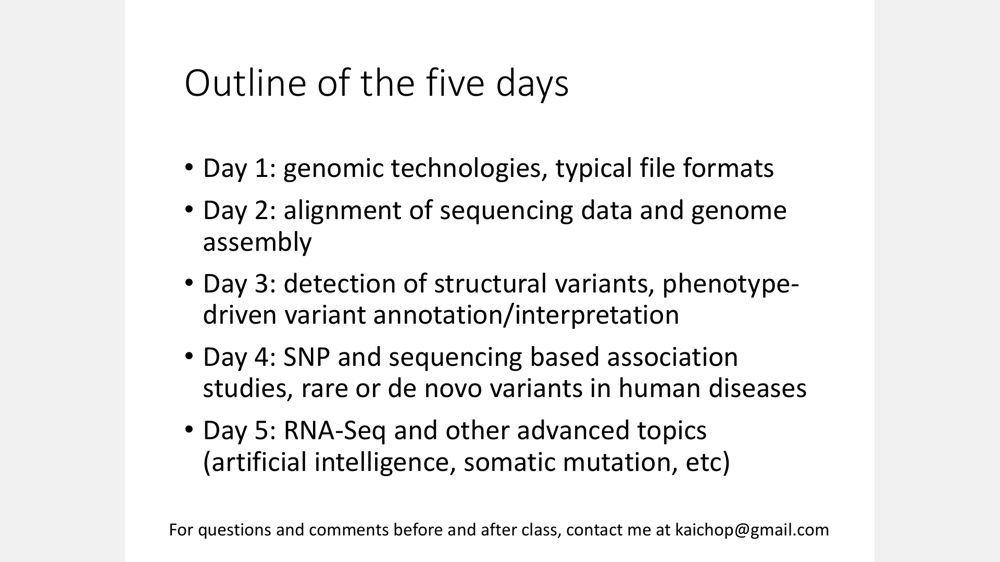 Outline of the five days
• Day 1: genomic technologies, typical file formats
• Day 2: alignment of sequencing data and genome
assembly
• Day 3: detection of structural variants, phenotype-
driven variant annotation/interpretation
• Day 4: SNP and sequencing based association
studies, rare or de novo variants in human diseases
• Day 5: RNA-Seq and other advanced topics
(artificial intelligence, somatic mutation, etc)
For questions and comments before and after class, contact me at kaichop@gmail.com